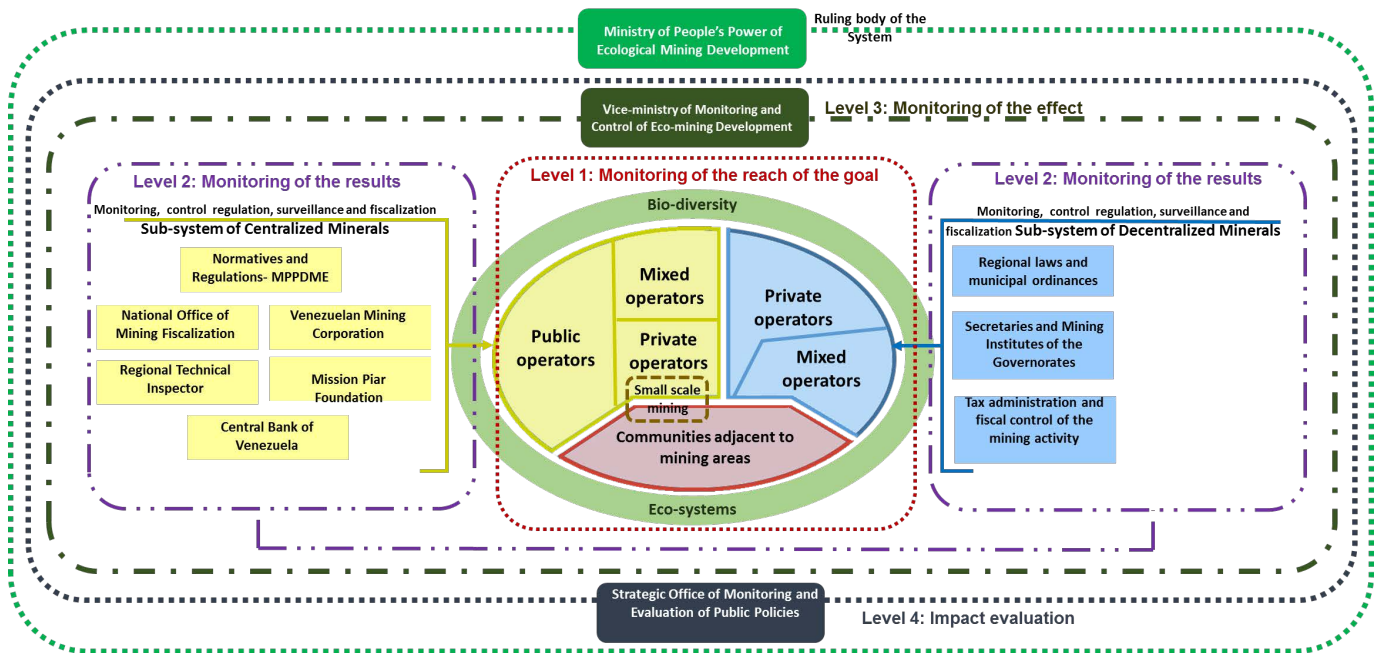 Ministry of People's Power of
Ecological Mining Development
Ruling body of the
System
Vice-ministry of Monitoring and
Control of Eco-mining Development
Level 3: Monitoring of the effect
Level 2: Monitoring of the results
Monitoring, control regulation, surveillance and fiscalization
Sub-system of Centralized Minerals
Normatives and
Regulations- MPPDME
National Office of
Mining Fiscalization
Venezuelan Mining
Corporation
Regional Technical
Inspector
Mission Piar
Foundation
Central Bank of
Venezuela
Level 1: Monitoring of the reach of the goal
Bio-diversity
Public
operators
Mixed
operators
Private
operators
Small scale
mining
Private
operators
Mixed
operators
Communities adjacent to
mining areas
Eco-systems
Level 2: Monitoring of the results
Monitoring, control regulation, surveillance and
fiscalization Sub-system of Decentralized Minerals
Regional laws and
municipal ordinances
Secretaries and Mining
Institutes of the
Governorates
Tax administration and
fiscal control of the
mining activity
Strategic Office of Monitoring and
Evaluation of Public Policies
Level 4: Impact evaluation